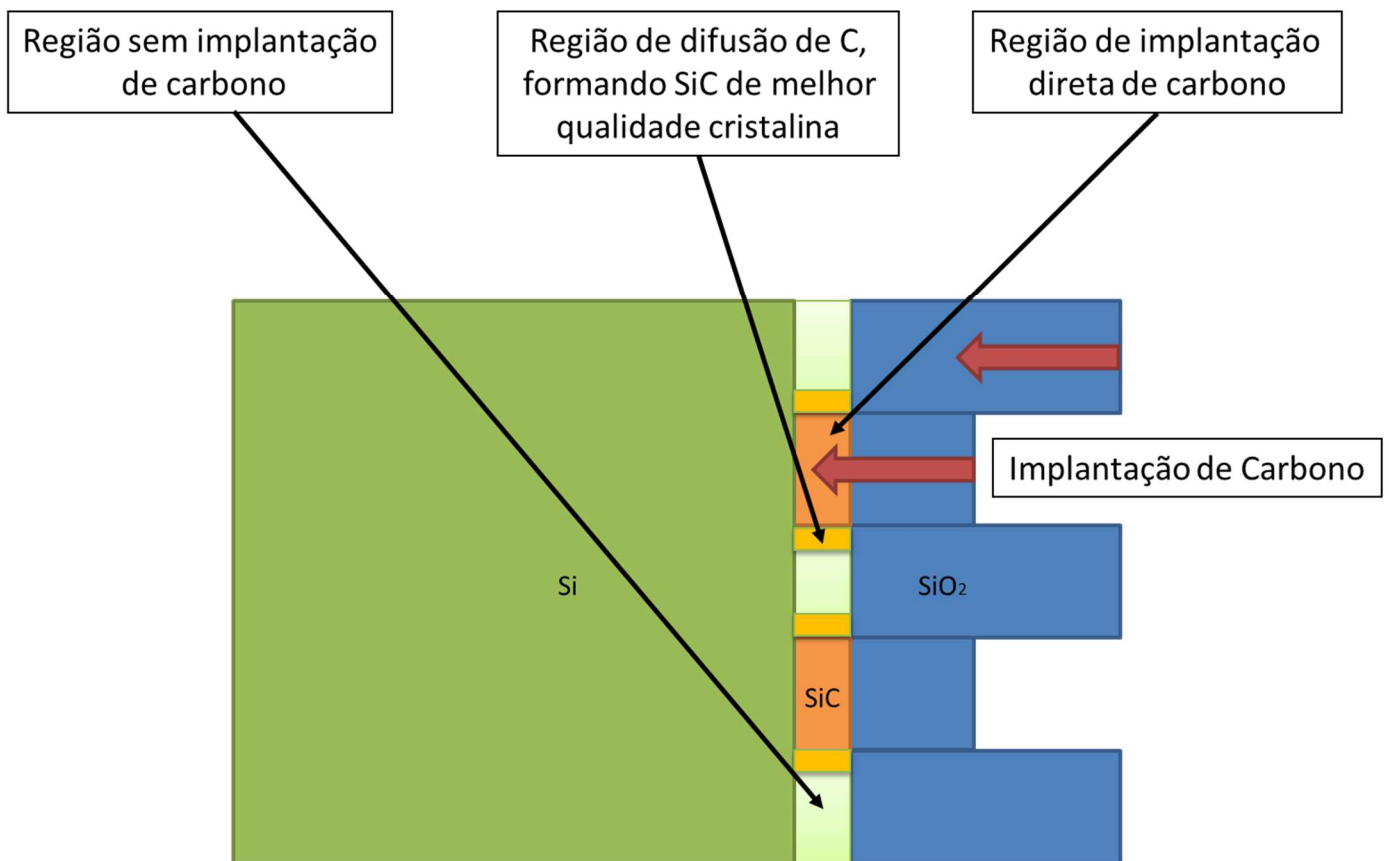 Região sem implantação
de carbono
Região de difusão de C,
formando SiC de melhor
qualidade cristalina
Região de implantação
direta de carbono
Implantação de Carbono
Si
SiO₂
SiC